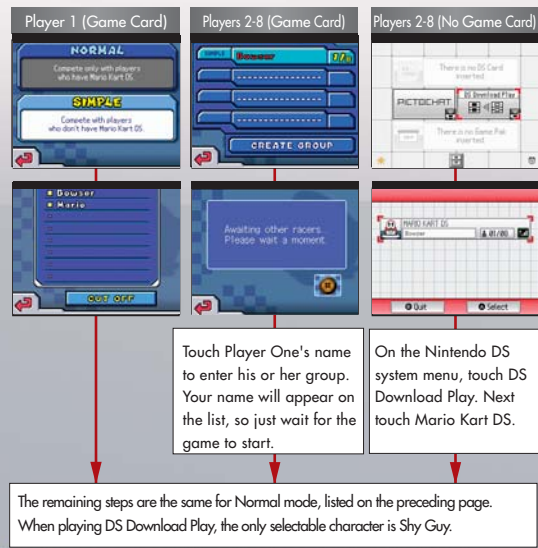 Player 1 (Game Card)
Players 2-8 (Game Card)
Players 2-8 (No Game Card)
NORMAL
Compete only with players
who have Mario Kart DS.
SIMPLE
Compete with players
who don't have Mario Kart DS.
SIMPLE Bowser 1/8
CREATE GROUP
There is no DS Card
inserted.
PICTOCHAT
DS Download Play
There is no Game Pak
inserted.
Bowser
Mario
CUT OFF
Awaiting other racers.
Please wait a moment.
MARIO KART DS
Bowser
01/08
Quit
Select
Touch Player One's name
to enter his or her group.
Your name will appear on
the list, so just wait for the
game to start.
On the Nintendo DS
system menu, touch DS
Download Play. Next
touch Mario Kart DS.
The remaining steps are the same for Normal mode, listed on the preceding page.
When playing DS Download Play, the only selectable character is Shy Guy.